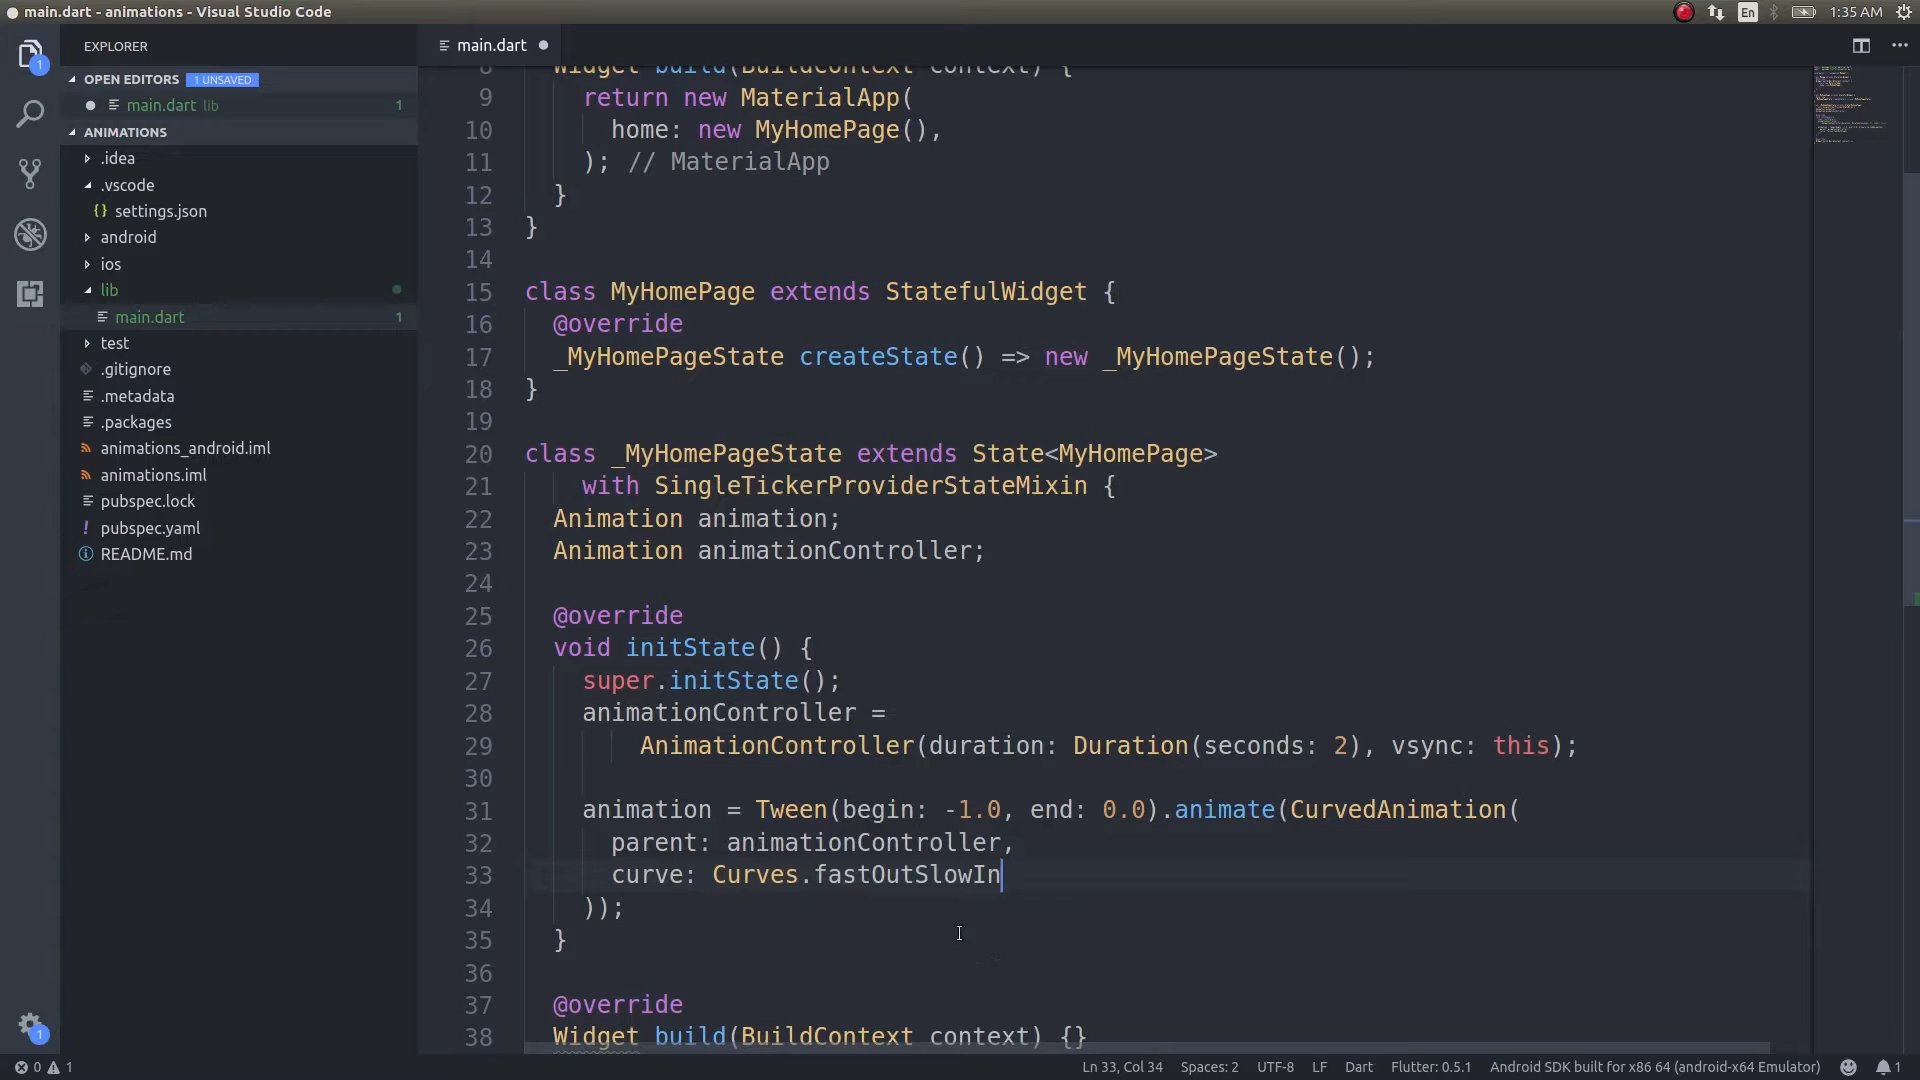 main.dart - animations - Visual Studio Code
En
1:35 AM
EXPLORER
OPEN EDITORS 1 UNSAVED
main.dart lib 1
ANIMATIONS
.idea
.vscode
{} settings.json
android
ios
lib
main.dart 1
test
.gitignore
.metadata
.packages
animations_android.iml
animations.iml
pubspec.lock
! pubspec.yaml
README.md
1
1
main.dart
8 Widget build(BuildContext context) {
9 return new MaterialApp(
10 home: new MyHomePage(),
11 ); // MaterialApp
12 }
13 }
14
15 class MyHomePage extends StatefulWidget {
16 @override
17 _MyHomePageState createState() => new _MyHomePageState();
18 }
19
20 class _MyHomePageState extends State<MyHomePage>
21 with SingleTickerProviderStateMixin {
22 Animation animation;
23 Animation animationController;
24
25 @override
26 void initState() {
27 super.initState();
28 animationController =
29 AnimationController(duration: Duration(seconds: 2), vsync: this);
30
31 animation = Tween(begin: -1.0, end: 0.0).animate(CurvedAnimation(
32 parent: animationController,
33 curve: Curves.fastOutSlowIn
34 ));
35 }
36
37 @override
38 Widget build(BuildContext context) {}
0 1
Ln 33, Col 34 Spaces: 2 UTF-8 LF Dart Flutter: 0.5.1 Android SDK built for x86 64 (android-x64 Emulator) 1